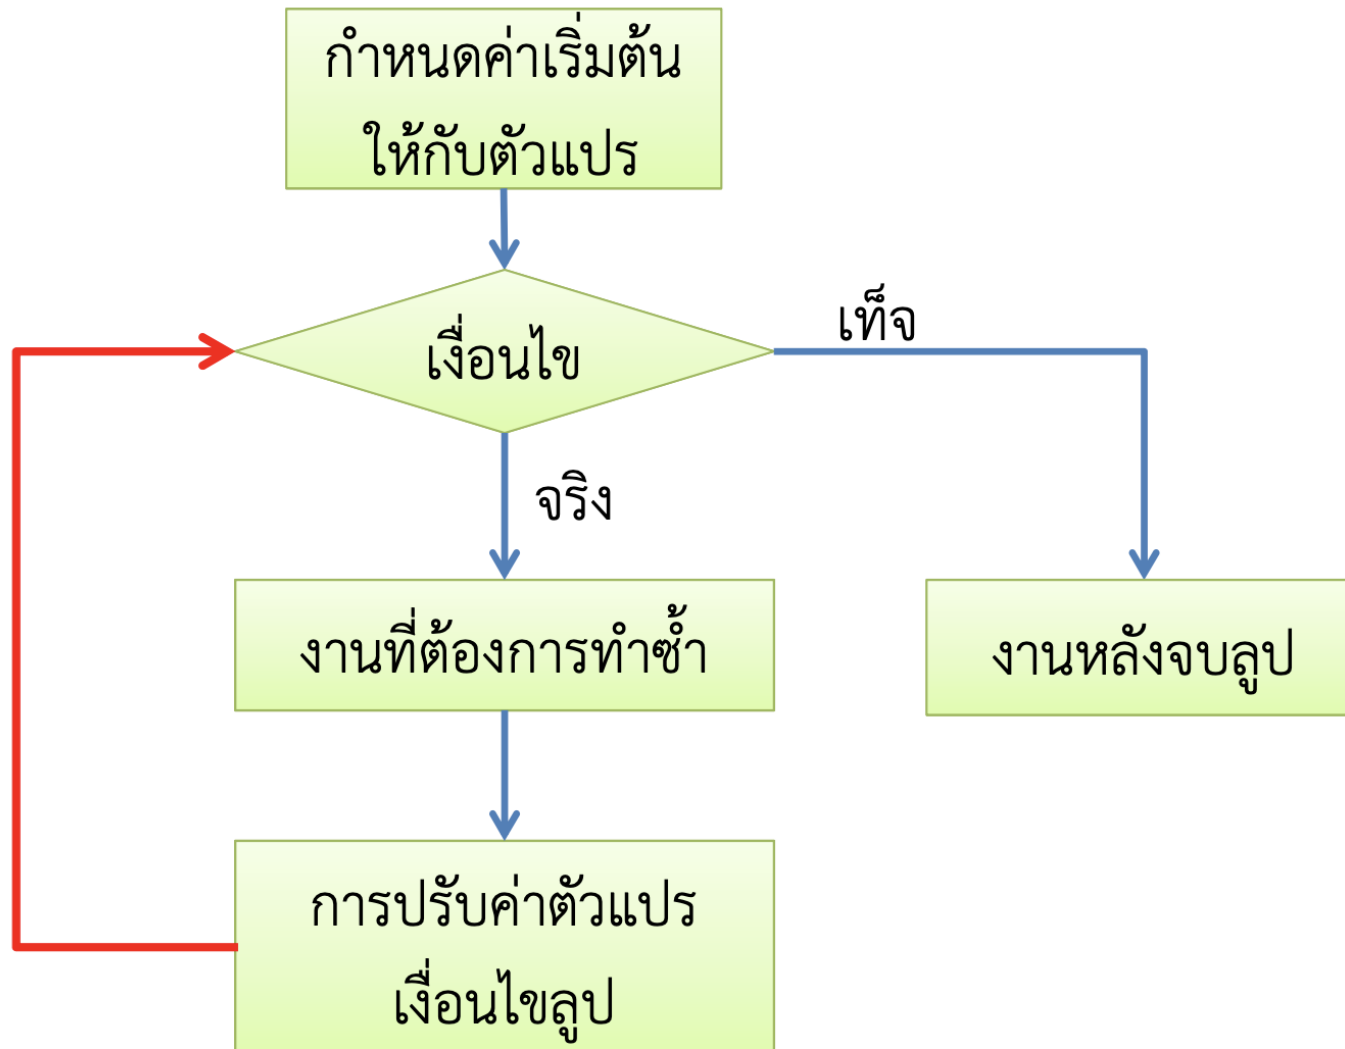 กำหนดค่าเริ่มต้น
ให้กับตัวแปร
เงื่อนไข
เท็จ
จริง
งานที่ต้องการทำซ้ำ
งานหลังจบลูป
การปรับค่าตัวแปร
เงื่อนไขลูป